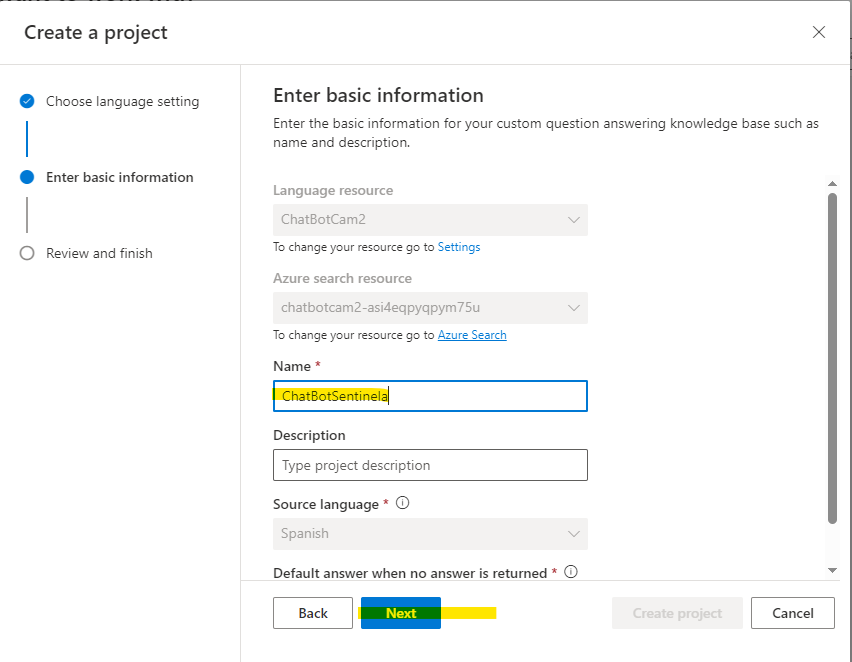 Create a project
Choose language setting
Enter basic information
Review and finish
Enter basic information
Enter the basic information for your custom question answering knowledge base such as
name and description.
Language resource
ChatBotCam2
To change your resource go to Settings
Azure search resource
chatbotcam2-asi4eqpyqpym75u
To change your resource go to Azure Search
Name *
ChatBotSentinela
Description
Type project description
Source language *
Spanish
Default answer when no answer is returned *
Back
Next
Create project
Cancel